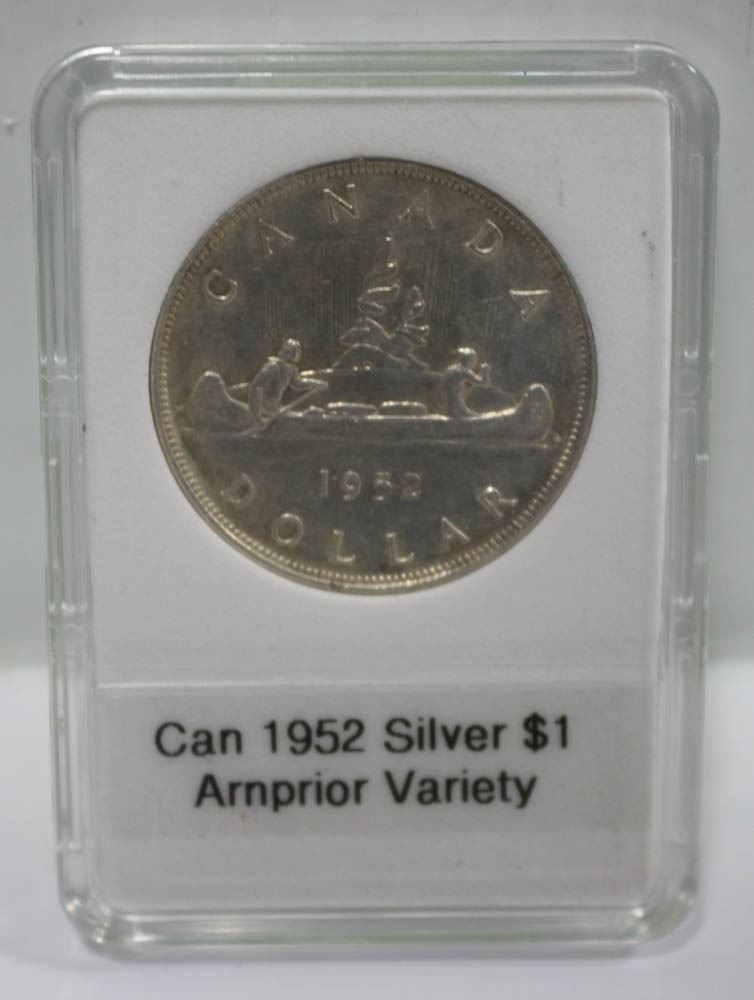 CANADA
1952
DOLLAR
Can 1952 Silver $1
Arnprior Variety